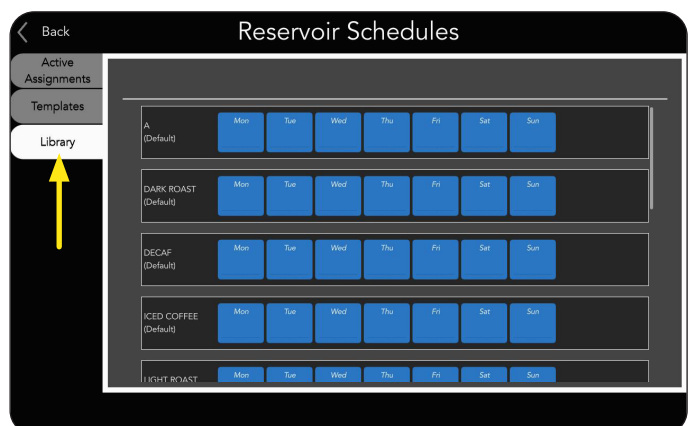 Back
Reservoir Schedules
Active
Assignments
Templates
Library
A
(Default)
Mon Tue Wed Thu Fri Sat Sun
DARK ROAST
(Default)
Mon Tue Wed Thu Fri Sat Sun
DECAF
(Default)
Mon Tue Wed Thu Fri Sat Sun
ICED COFFEE
(Default)
Mon Tue Wed Thu Fri Sat Sun
LIGHT ROAST
Mon Tue Wed Thu Fri Sat Sun